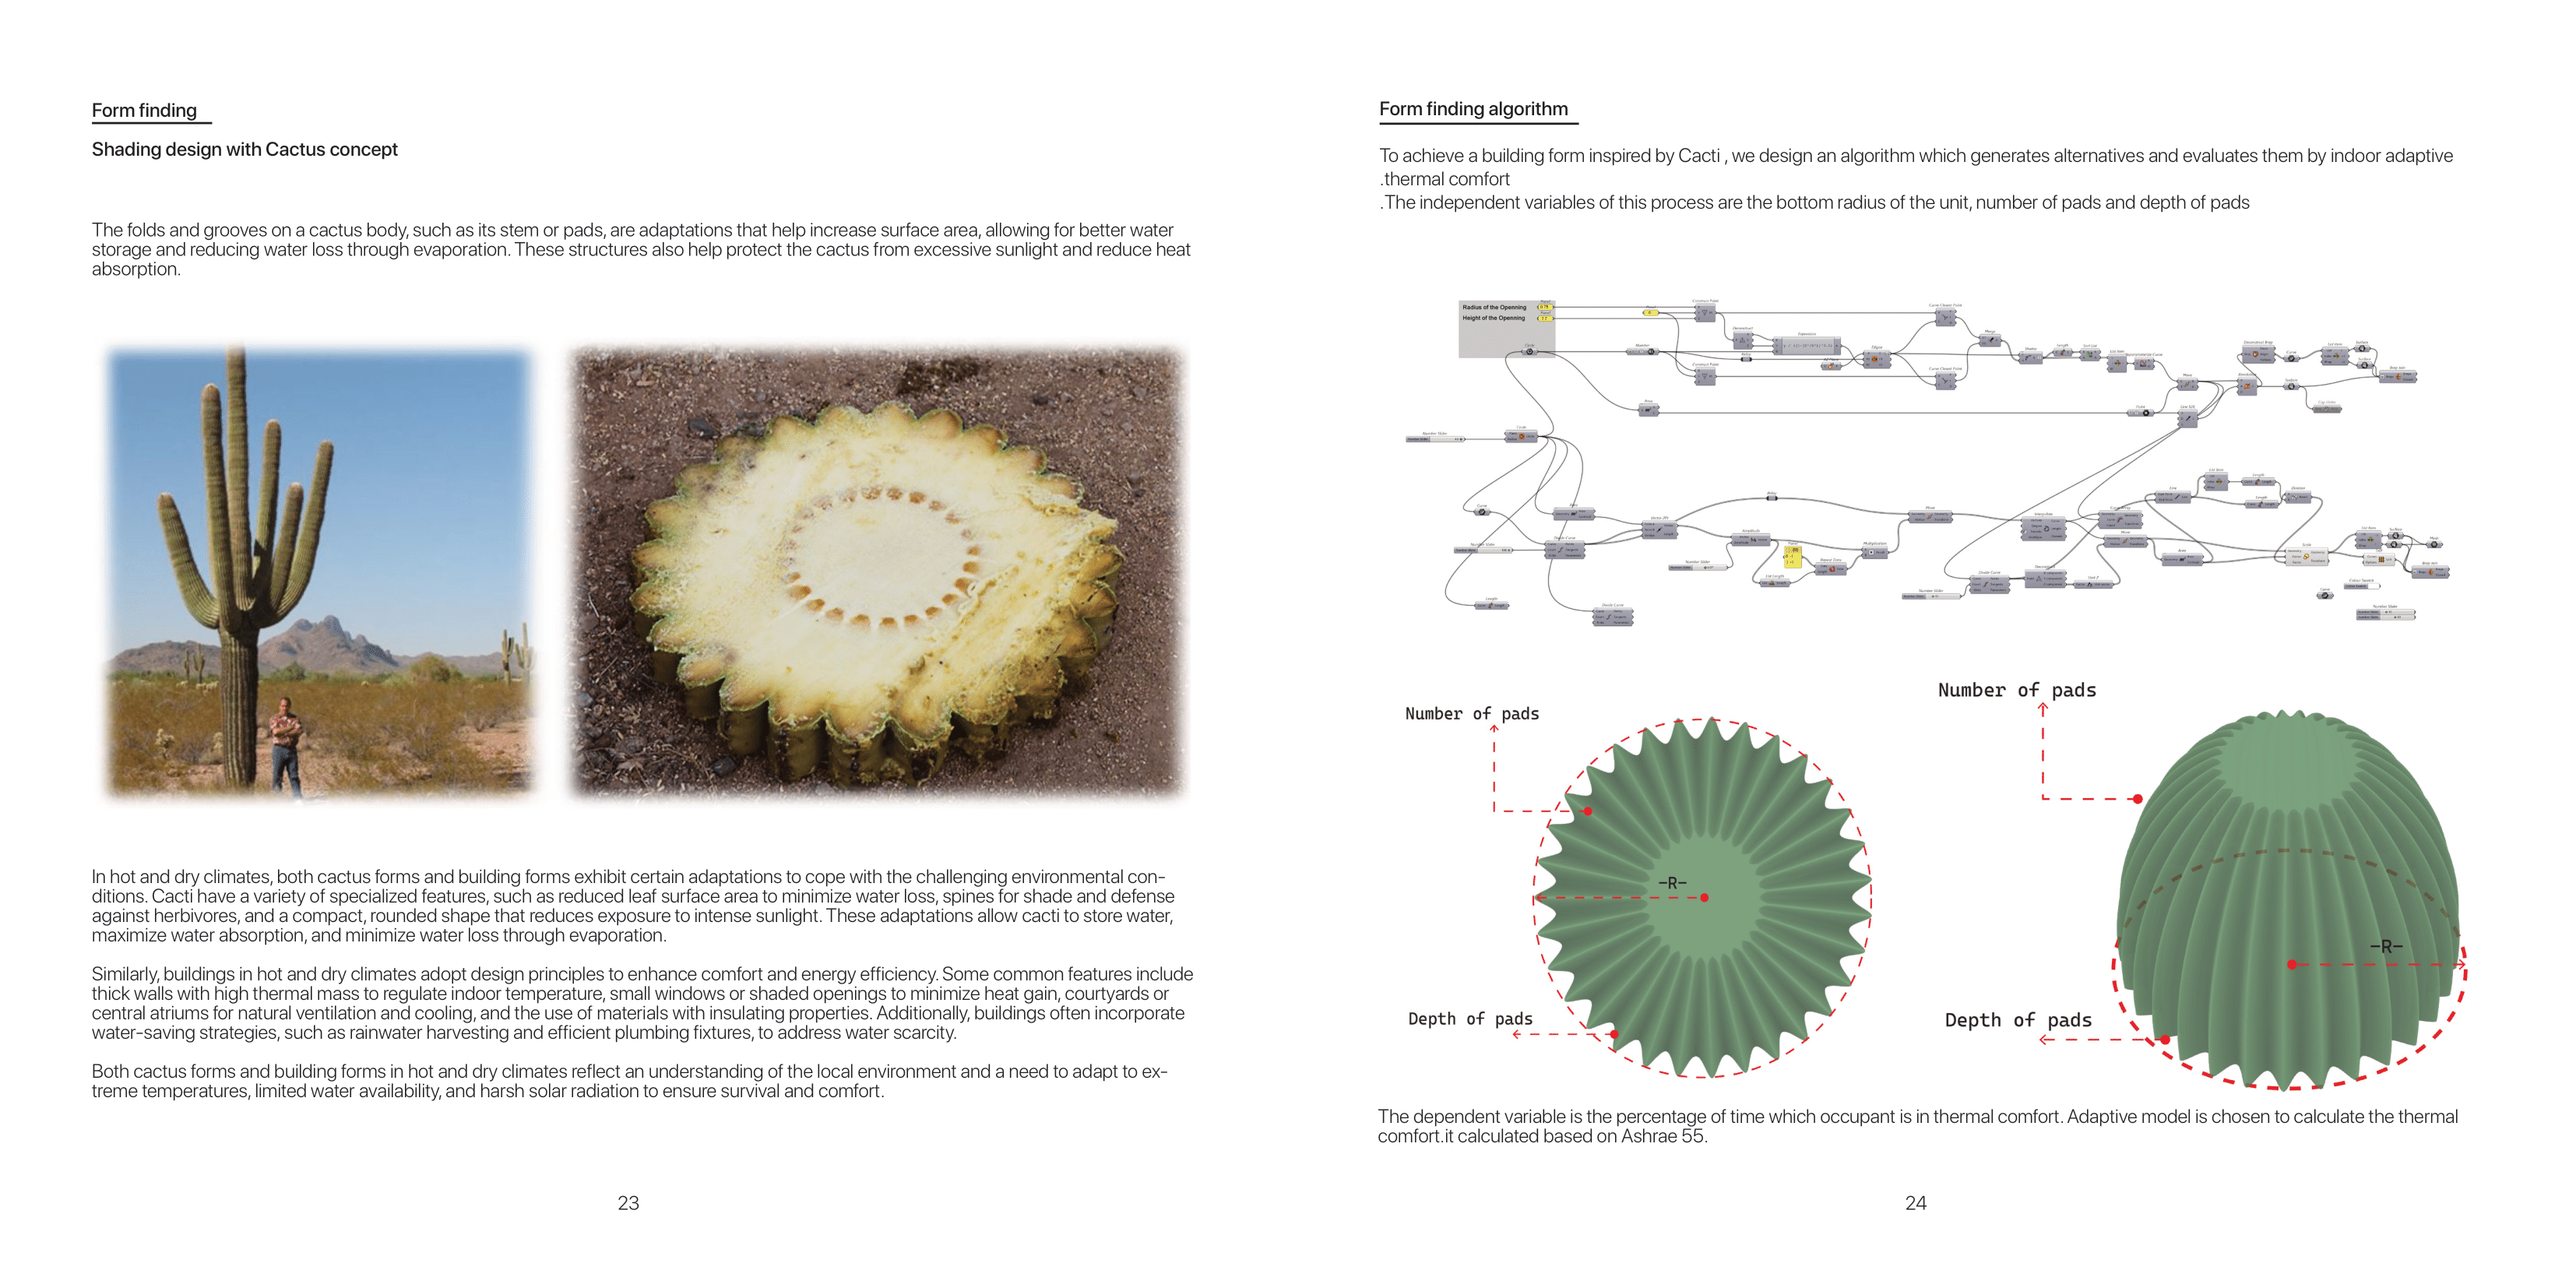 Form finding
Shading design with Cactus concept
The folds and grooves on a cactus body, such as its stem or pads, are adaptations that help increase surface area, allowing for better water
storage and reducing water loss through evaporation. These structures also help protect the cactus from excessive sunlight and reduce heat
absorption.
In hot and dry climates, both cactus forms and building forms exhibit certain adaptations to cope with the challenging environmental con-
ditions. Cacti have a variety of specialized features, such as reduced leaf surface area to minimize water loss, spines for shade and defense
against herbivores, and a compact, rounded shape that reduces exposure to intense sunlight. These adaptations allow cacti to store water,
maximize water absorption, and minimize water loss through evaporation.
Similarly, buildings in hot and dry climates adopt design principles to enhance comfort and energy efficiency. Some common features include
thick walls with high thermal mass to regulate indoor temperature, small windows or shaded openings to minimize heat gain, courtyards or
central atriums for natural ventilation and cooling, and the use of materials with insulating properties. Additionally, buildings often incorporate
water-saving strategies, such as rainwater harvesting and efficient plumbing fixtures, to address water scarcity.
Both cactus forms and building forms in hot and dry climates reflect an understanding of the local environment and a need to adapt to ex-
treme temperatures, limited water availability, and harsh solar radiation to ensure survival and comfort.
23
Form finding algorithm
To achieve a building form inspired by Cacti , we design an algorithm which generates alternatives and evaluates them by indoor adaptive
.thermal comfort
.The independent variables of this process are the bottom radius of the unit, number of pads and depth of pads
Radius of the Openning
Height of the Openning
Number of pads
-R-
Depth of pads
Number of pads
-R-
Depth of pads
The dependent variable is the percentage of time which occupant is in thermal comfort. Adaptive model is chosen to calculate the thermal
comfort.it calculated based on Ashrae 55.
24